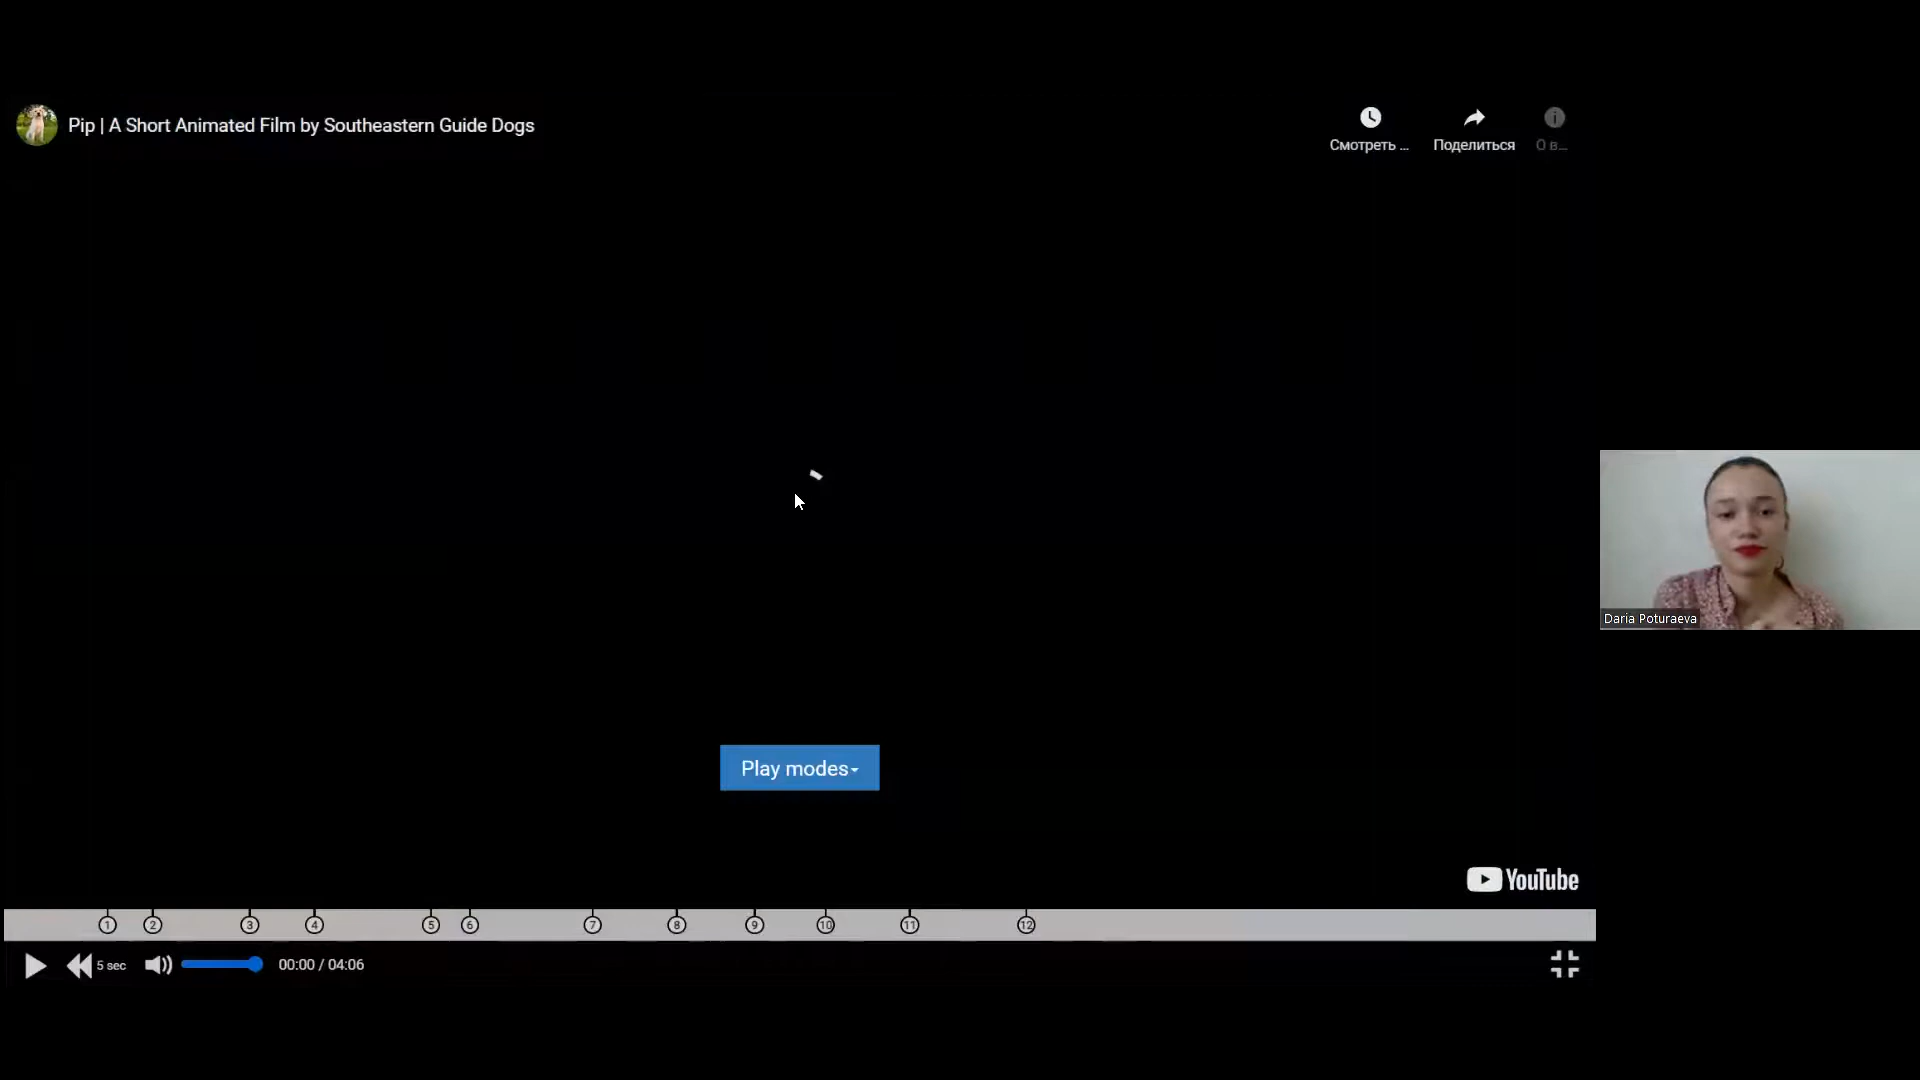 Pip | A Short Animated Film by Southeastern Guide Dogs
Смотреть ...
Поделиться
О в...
Daria Poturaeva
Play modes
YouTube
1 2 3 4 5 6 7 8 9 10 11 12
5 sec
00:00 / 04:06